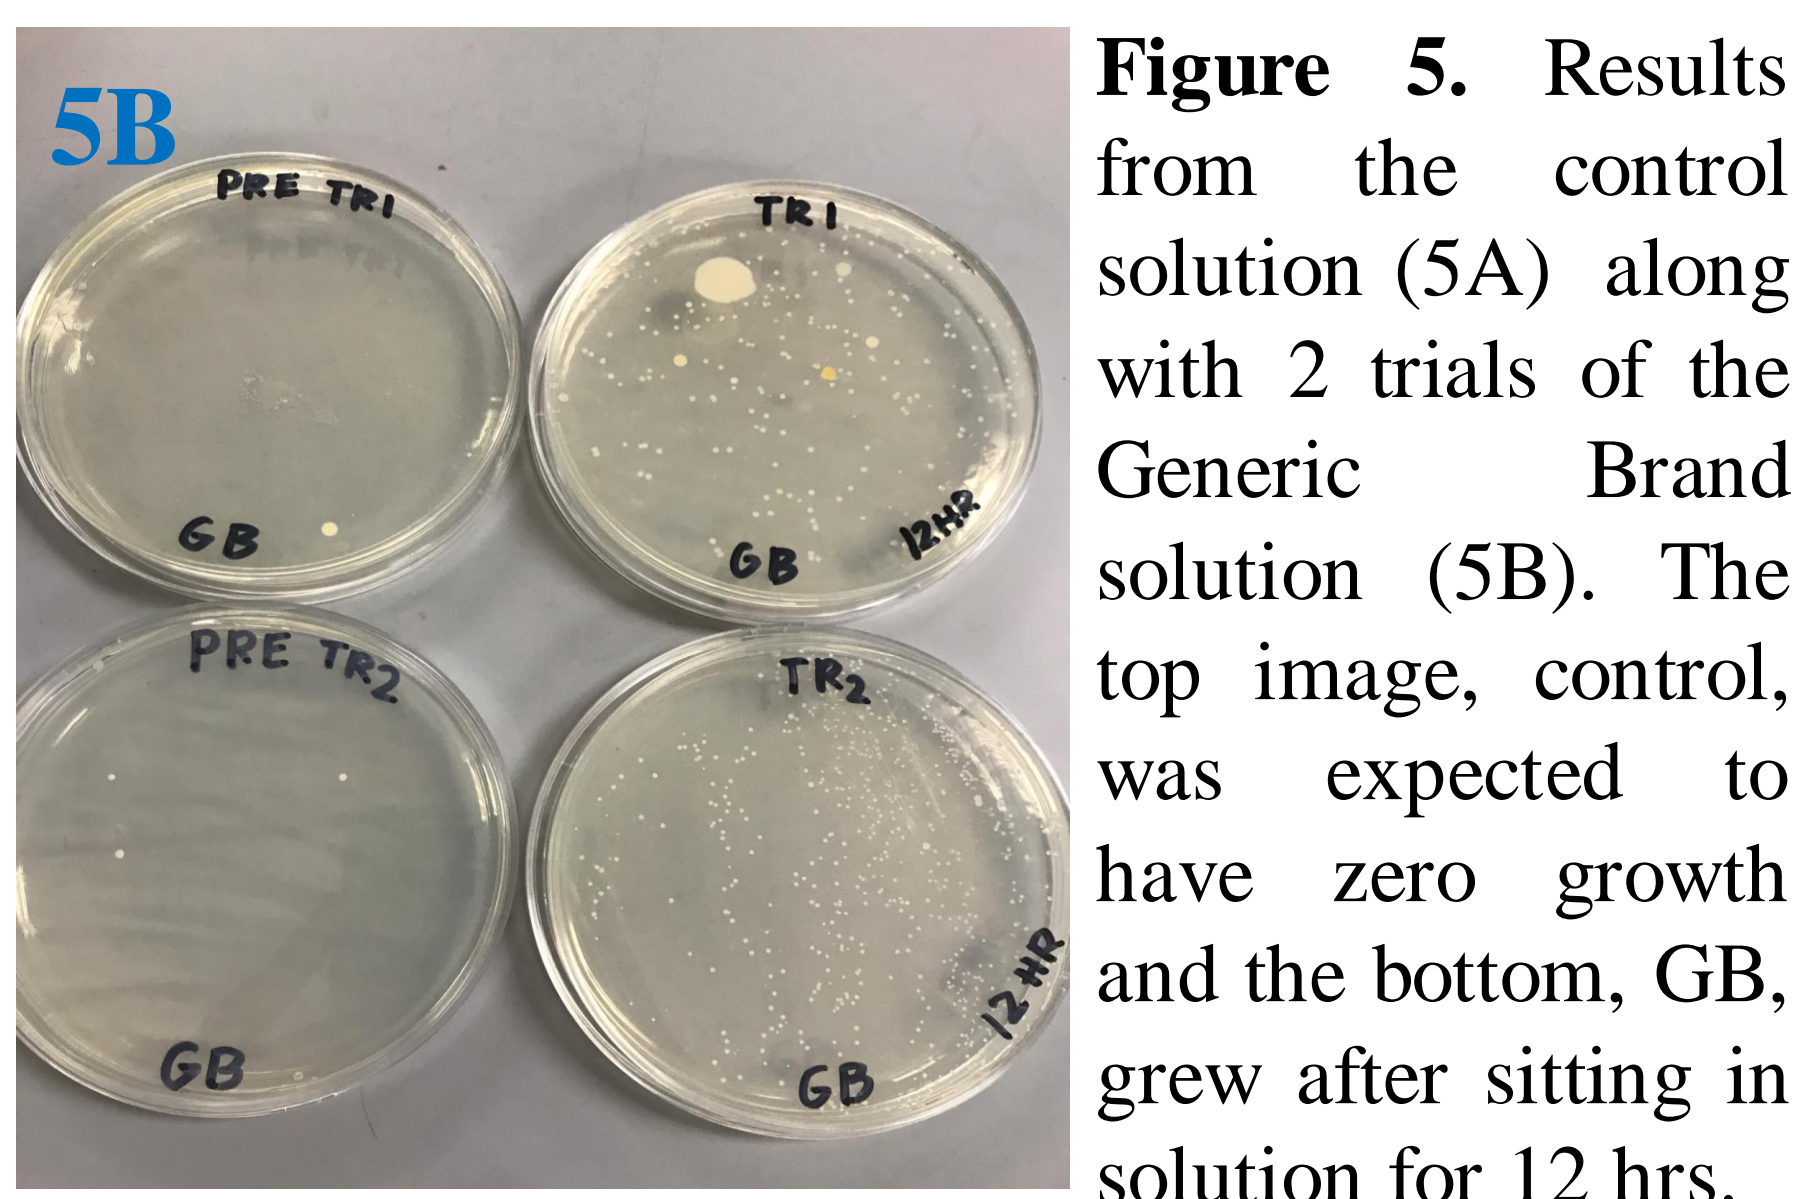 5B
PRE TR1
GB
TR1
GB
12HR
PRE TR2
GB
TR2
GB
12 HR
Figure 5. Results
from the control
solution (5A) along
with 2 trials of the
Generic Brand
solution (5B). The
top image, control,
was expected to
have zero growth
and the bottom, GB,
grew after sitting in
solution for 12 hrs.